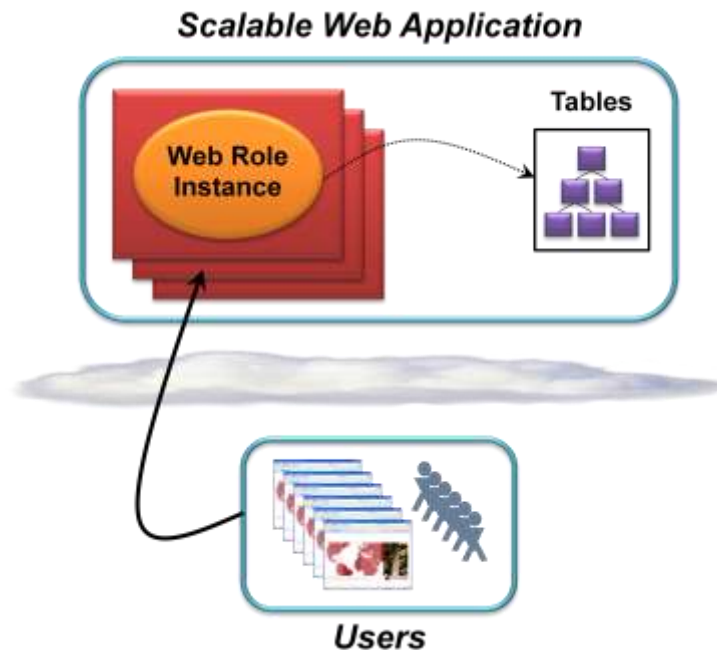 Scalable Web Application
Tables
Web Role
Instance
Users